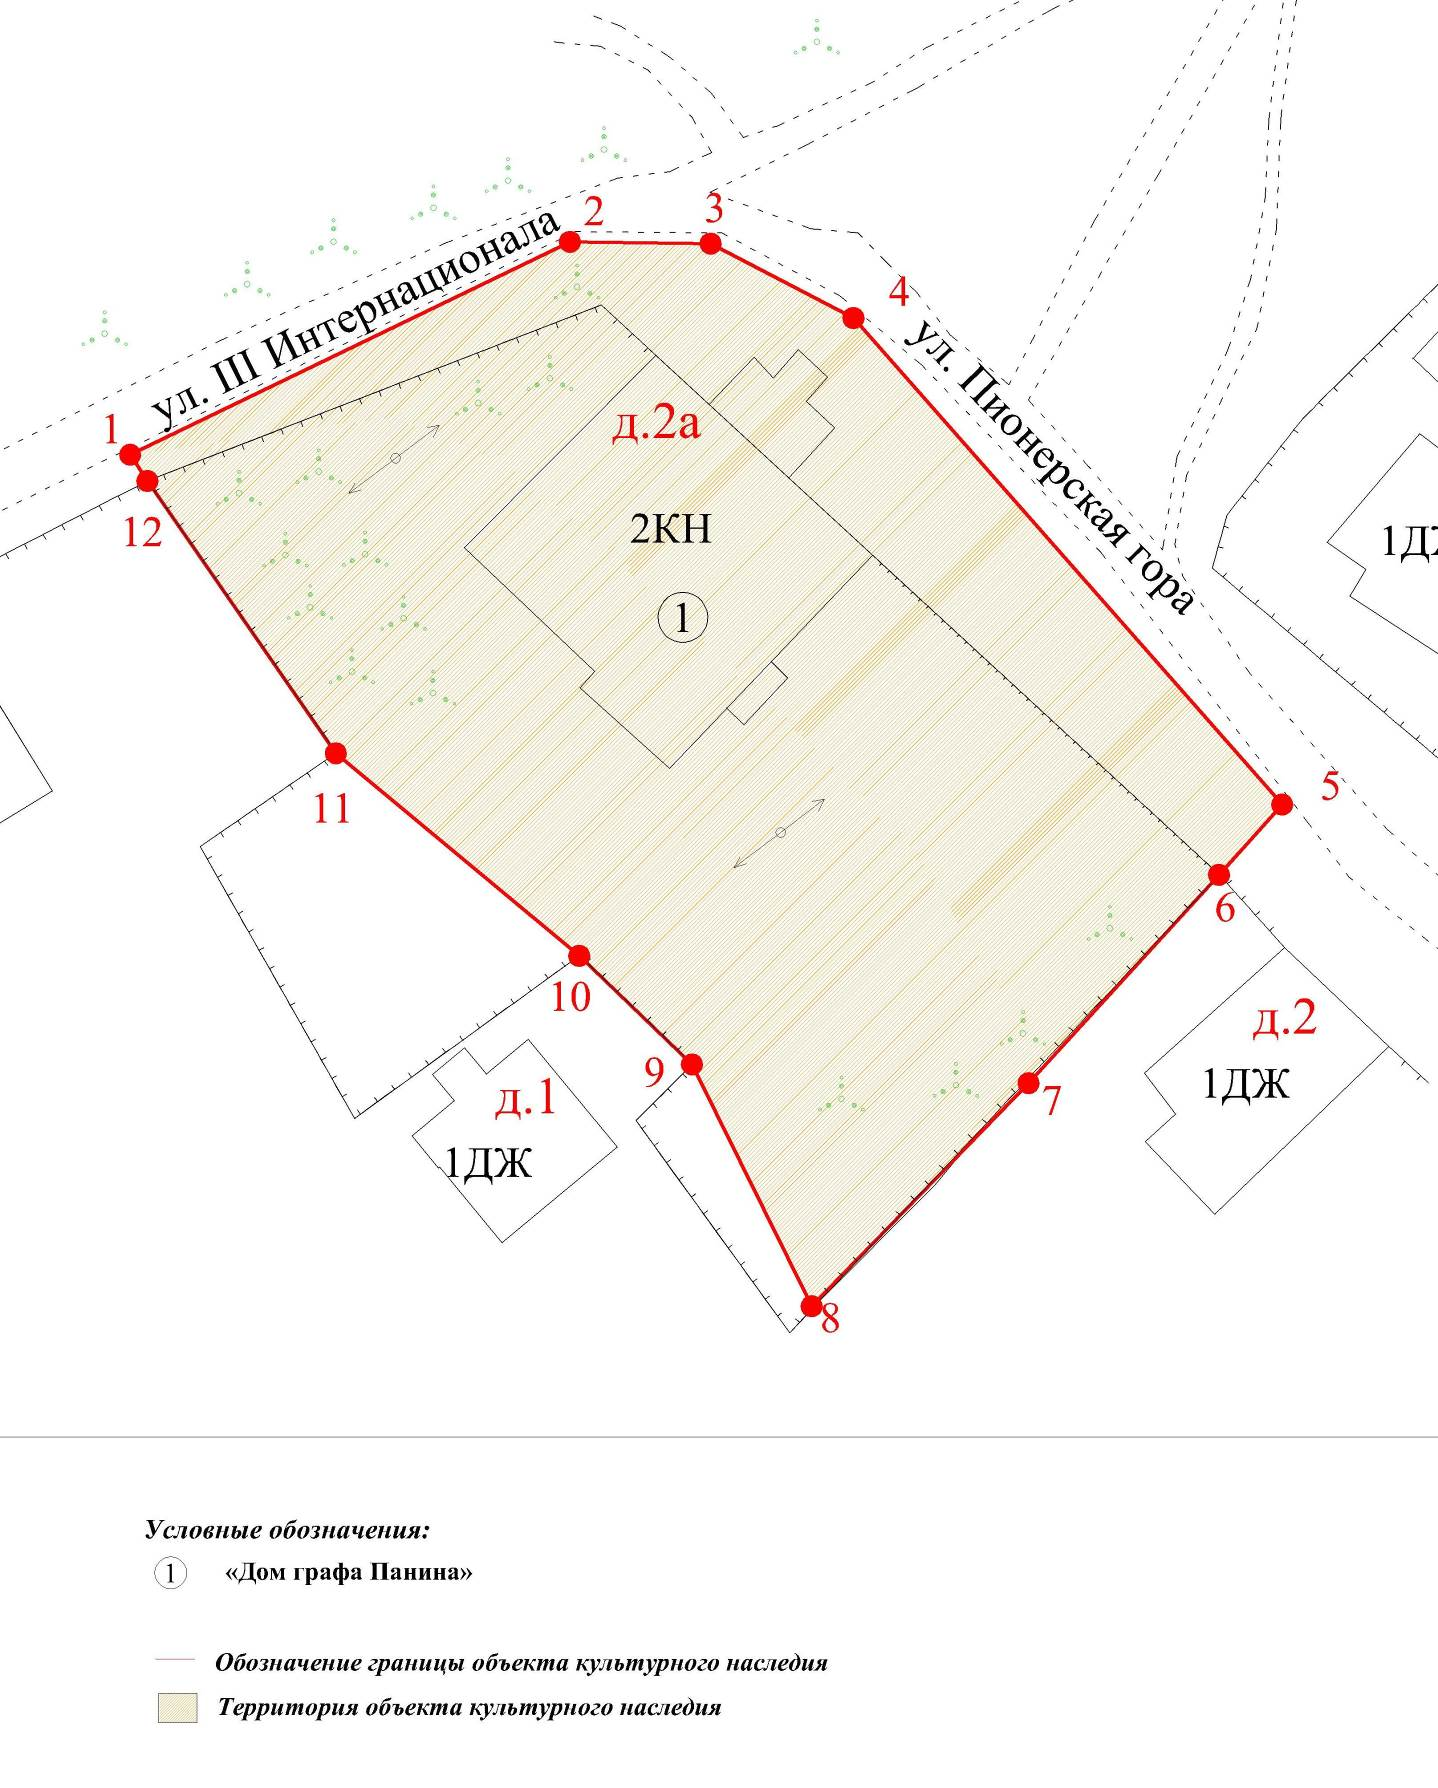 2
3
ул. III Интернационала
4
1
ул. Пионерская гора
д.2а
12
2КН
1
5
11
6
10
д.2
9
1ДЖ
7
д.1
1ДЖ
8
Условные обозначения:
1 «Дом графа Панина»
Обозначение границы объекта культурного наследия
Территория объекта культурного наследия